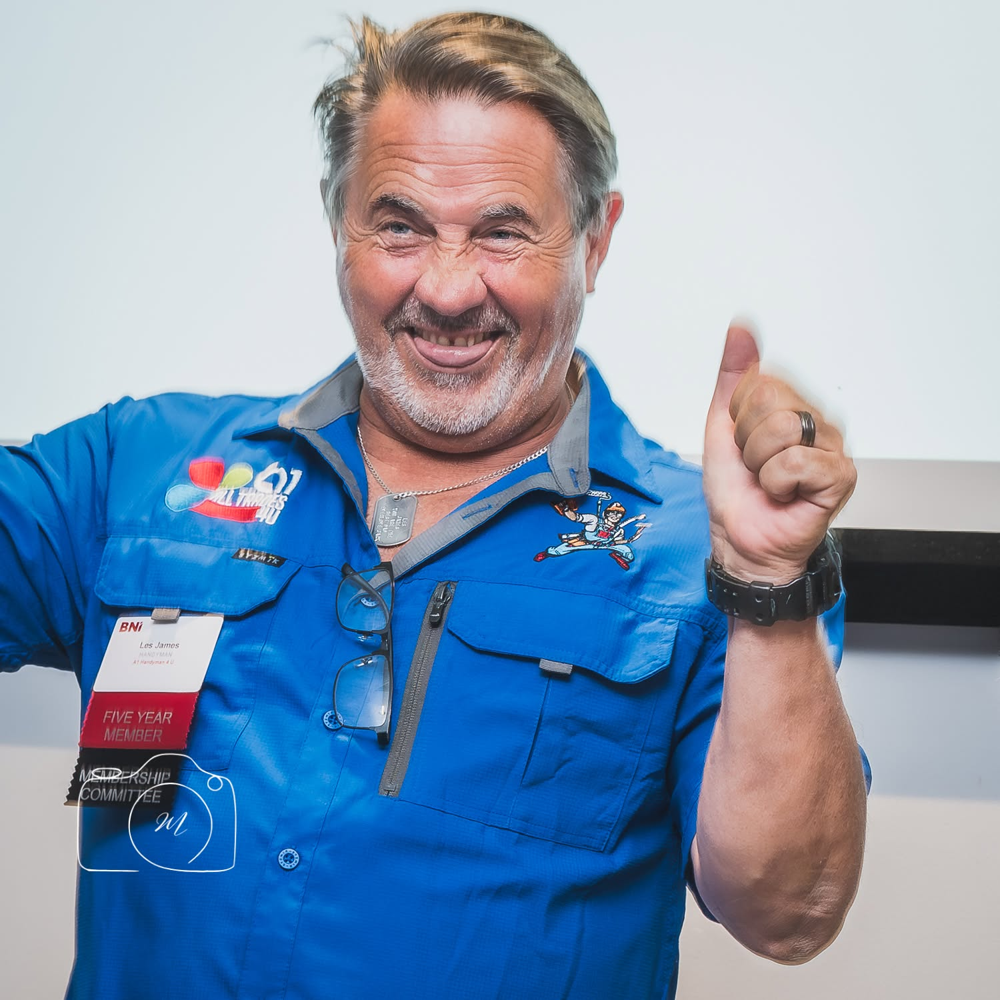 A1
ALL TRADES
4U
BNI
Les James
HANDYMAN
A1 Handyman 4 U
FIVE YEAR
MEMBER
MEMBERSHIP
COMMITTEE
M